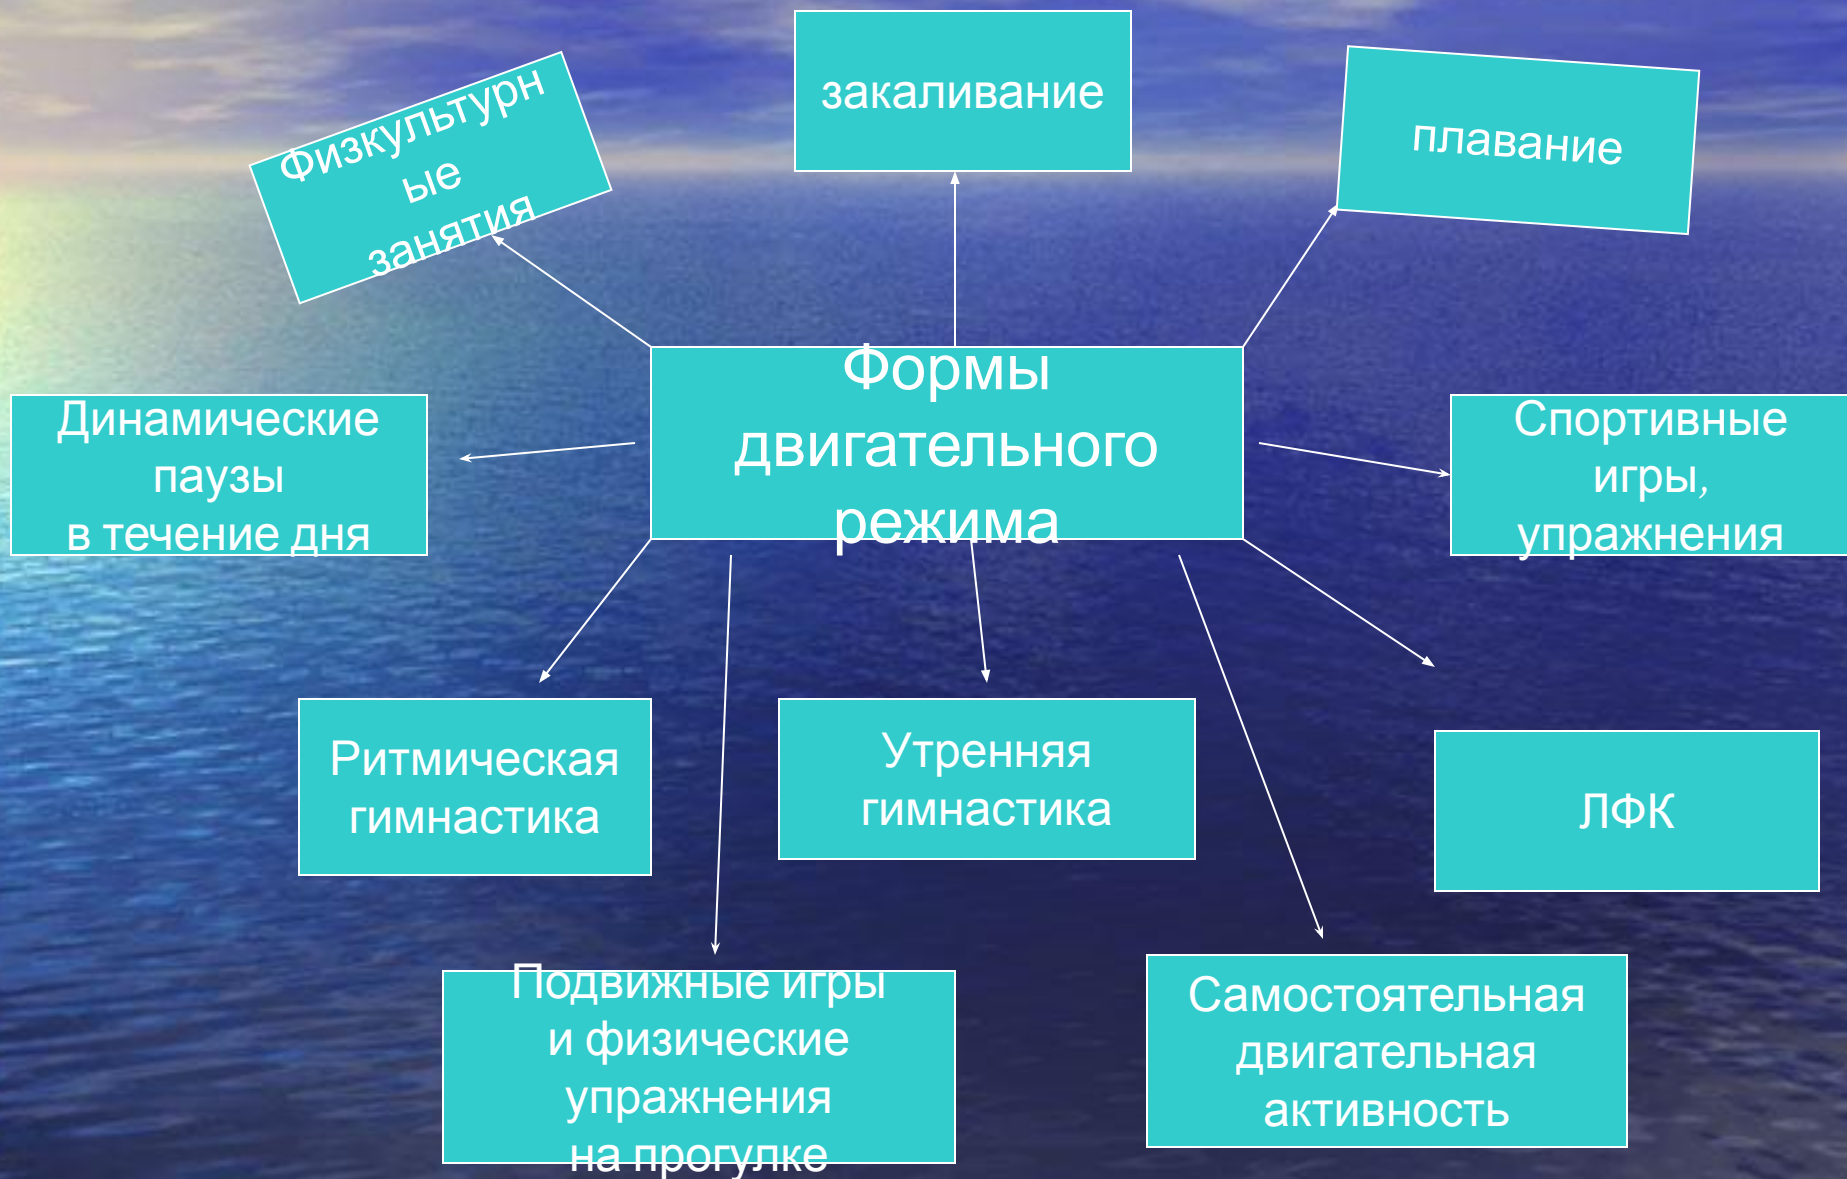 Физкультурн
ые
занятия
закаливание
плавание
Формы
двигательного
режима
Динамические
паузы
в течение дня
Спортивные
игры,
упражнения
Ритмическая
гимнастика
Утренняя
гимнастика
ЛФК
Подвижные игры
и физические
упражнения
на прогулке
Самостоятельная
двигательная
активность